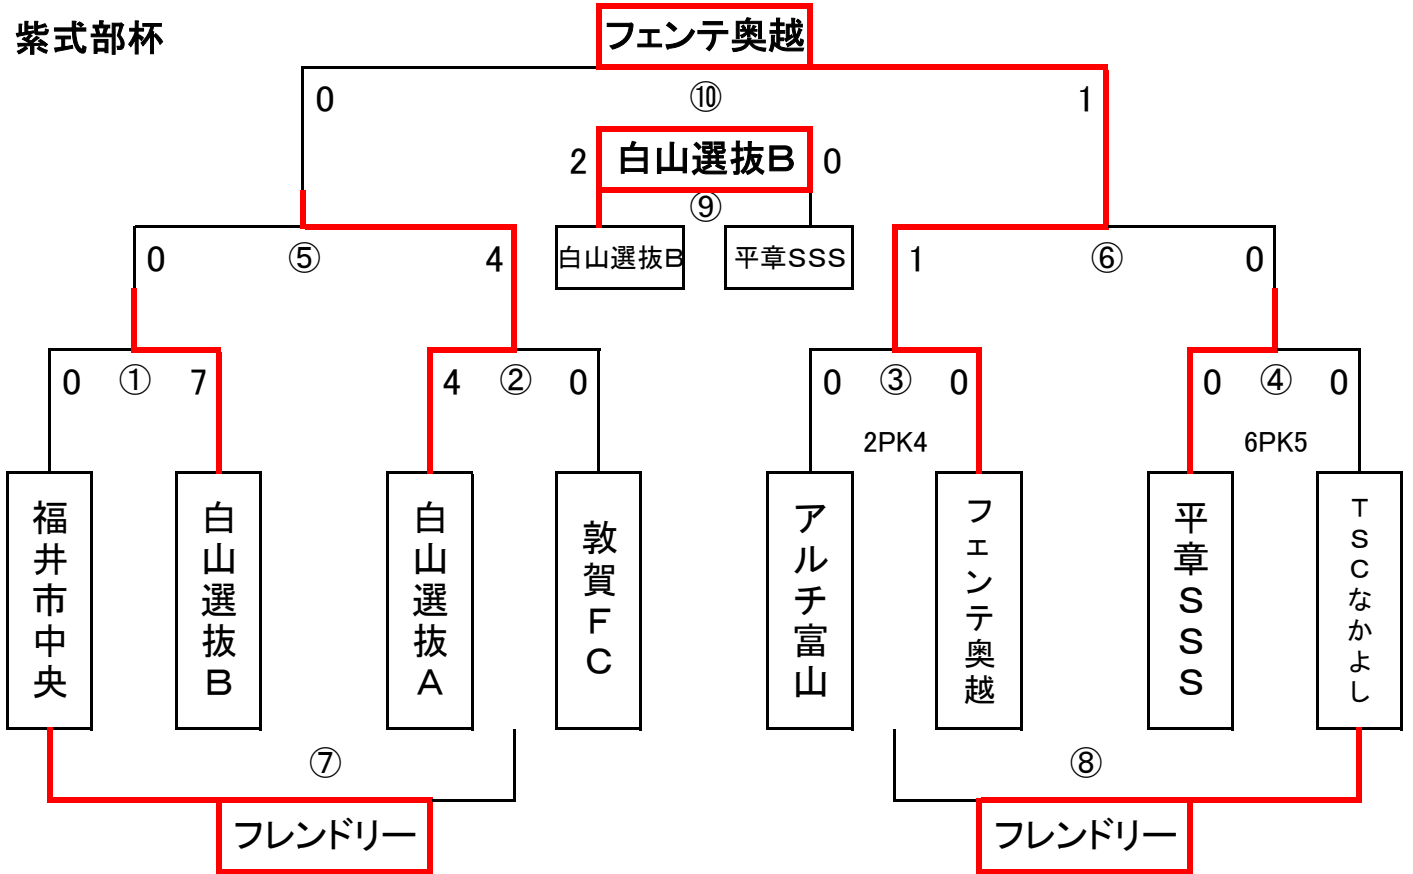 紫式部杯
フェンテ奥越
0 ⑩ 1
2 白山選抜B 0
⑨
白山選抜B 平章SSS
0 ⑤ 4
1 ⑥ 0
0 ① 7
4 ② 0
0 ③ 0
2PK4
0 ④ 0
6PK5
福井市中央
白山選抜B
白山選抜A
敦賀FC
アルチ富山
フェンテ奥越
平章SSS
TSCなかよし
⑦
フレンドリー
⑧
フレンドリー